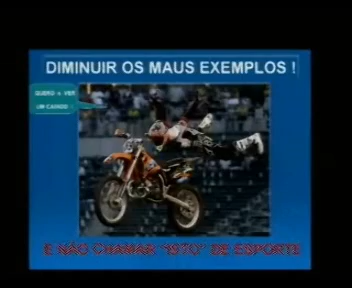 DIMINUIR OS MAUS EXEMPLOS !
QUERO + VER
UM CAIXÃO
E NÃO CHAMAR "ISTO" DE ESPORTE